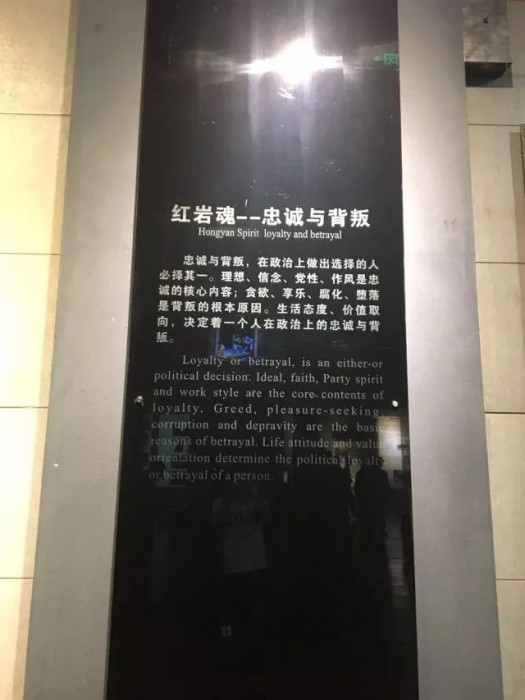 红岩魂--忠诚与背叛
Hongyan Spirit loyalty and betrayal
忠诚与背叛，在政治上做出选择的人
必择其一。理想、信念、党性、作风是忠
诚的核心内容；贪欲、享乐、腐化、堕落
是背叛的根本原因。生活态度、价值取
向，决定着一个人在政治上的忠诚与背
叛。
Loyalty or betrayal, is an either-or
political decision. Ideal, faith, Party spirit
and work style are the core contents of
loyalty. Greed, pleasure-seeking,
corruption and depravity are the basic
reasons of betrayal. Life attitude and value
orientation determine the political loyalty
or betrayal of a person.